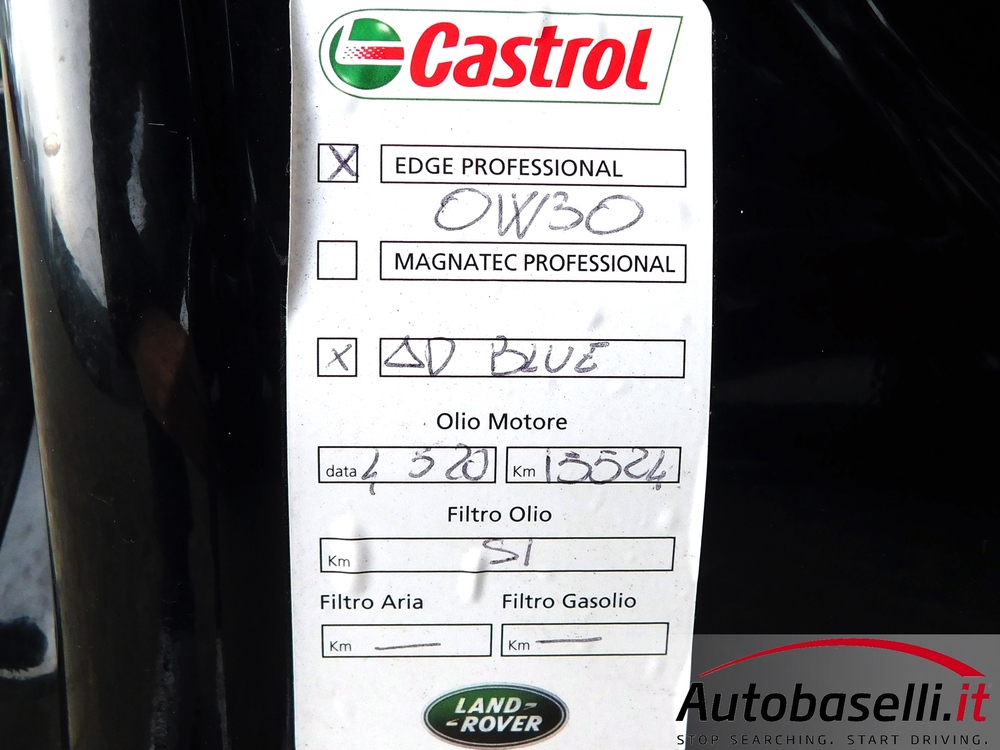 Castrol
X EDGE PROFESSIONAL
0W30
MAGNATEC PROFESSIONAL
X AD BLUE
Olio Motore
data 4 5 20 Km 13524
Filtro Olio
Km SI
Filtro Aria Filtro Gasolio
Km — Km —
LAND-
-ROVER
Autobaselli.it
STOP SEARCHING. START DRIVING.